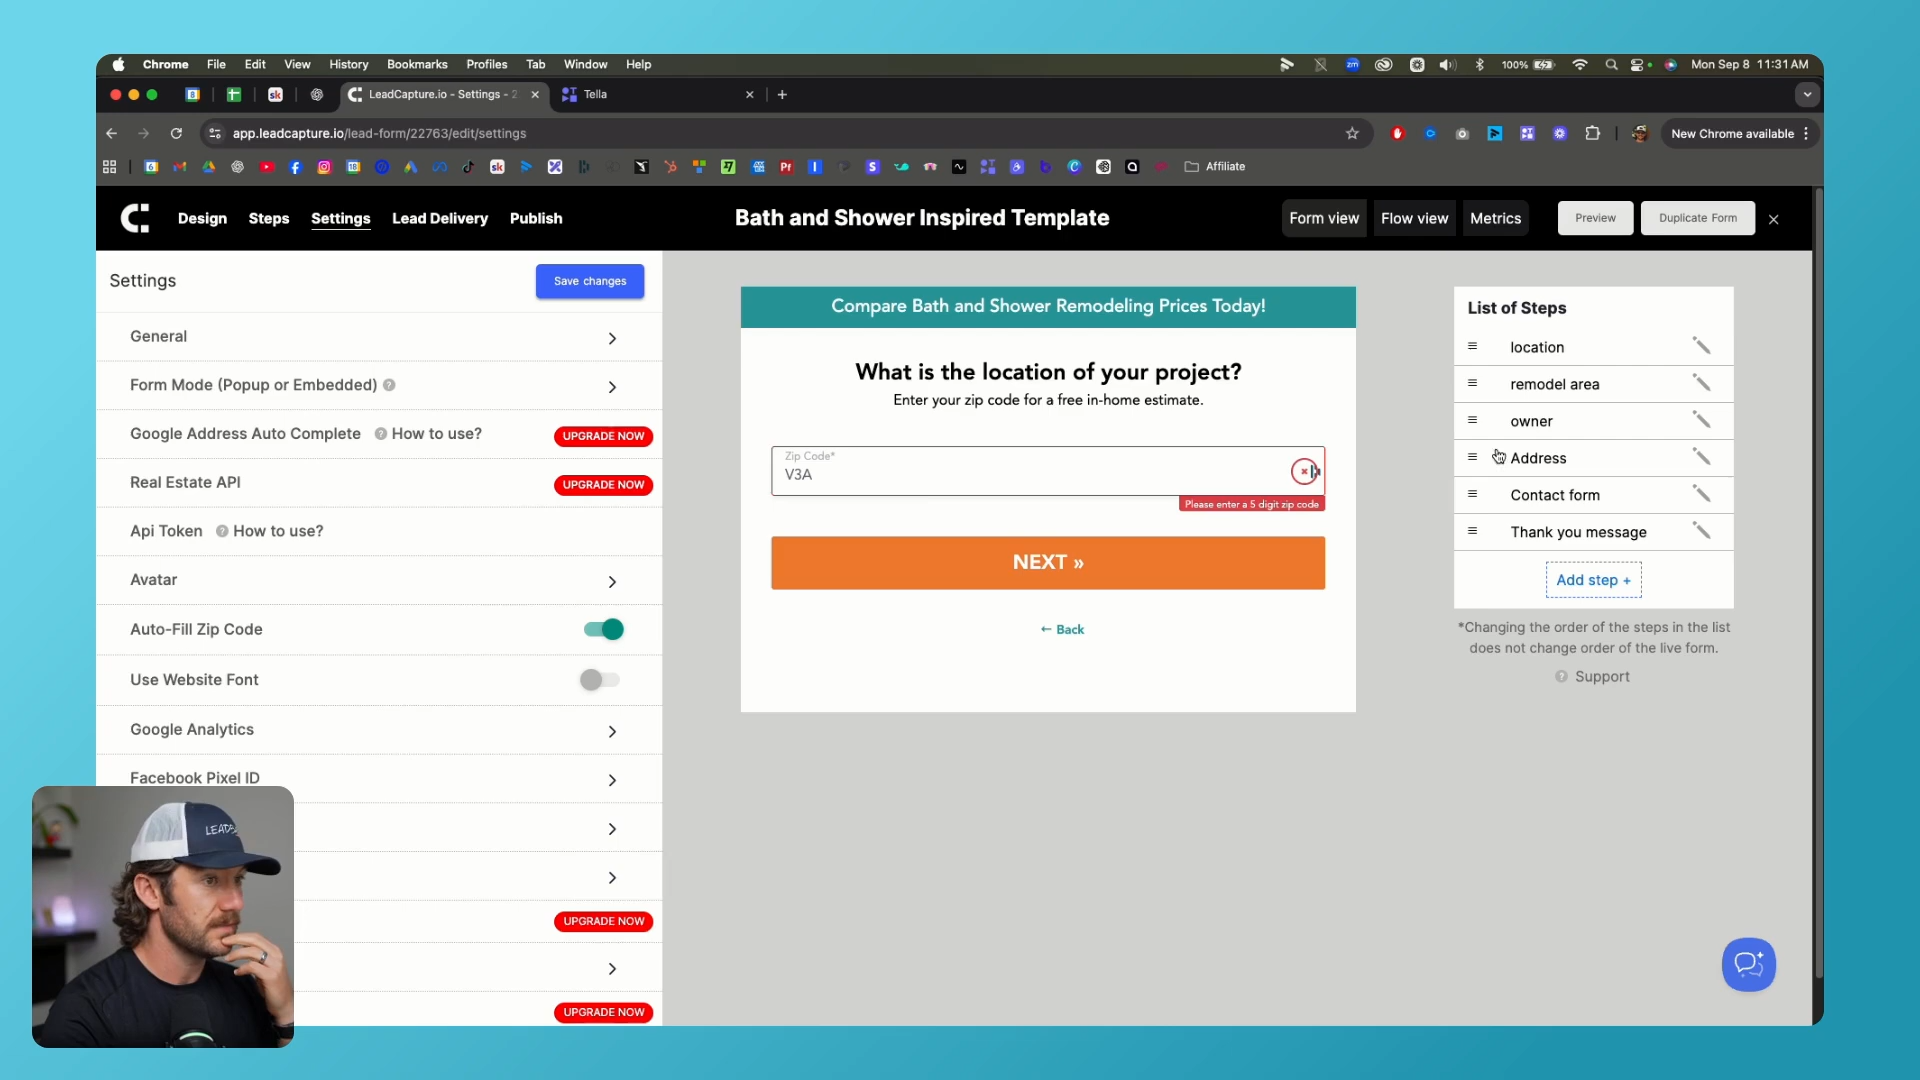 Chrome File Edit View History Bookmarks Profiles Tab Window Help
zm 100% Mon Sep 8 11:31 AM
LeadCapture.io - Settings - 2
Tella
app.leadcapture.io/lead-form/22763/edit/settings
New Chrome available
Affiliate
Design Steps Settings Lead Delivery Publish
Bath and Shower Inspired Template
Form view Flow view Metrics Preview Duplicate Form
Settings
Save changes
General
Form Mode (Popup or Embedded)
Google Address Auto Complete How to use? UPGRADE NOW
Real Estate API UPGRADE NOW
Api Token How to use?
Avatar
Auto-Fill Zip Code
Use Website Font
Google Analytics
Facebook Pixel ID
UPGRADE NOW
UPGRADE NOW
Compare Bath and Shower Remodeling Prices Today!
What is the location of your project?
Enter your zip code for a free in-home estimate.
Zip Code*
V3A
Please enter a 5 digit zip code
NEXT »
← Back
List of Steps
location
remodel area
owner
Address
Contact form
Thank you message
Add step +
*Changing the order of the steps in the list
does not change order of the live form.
Support